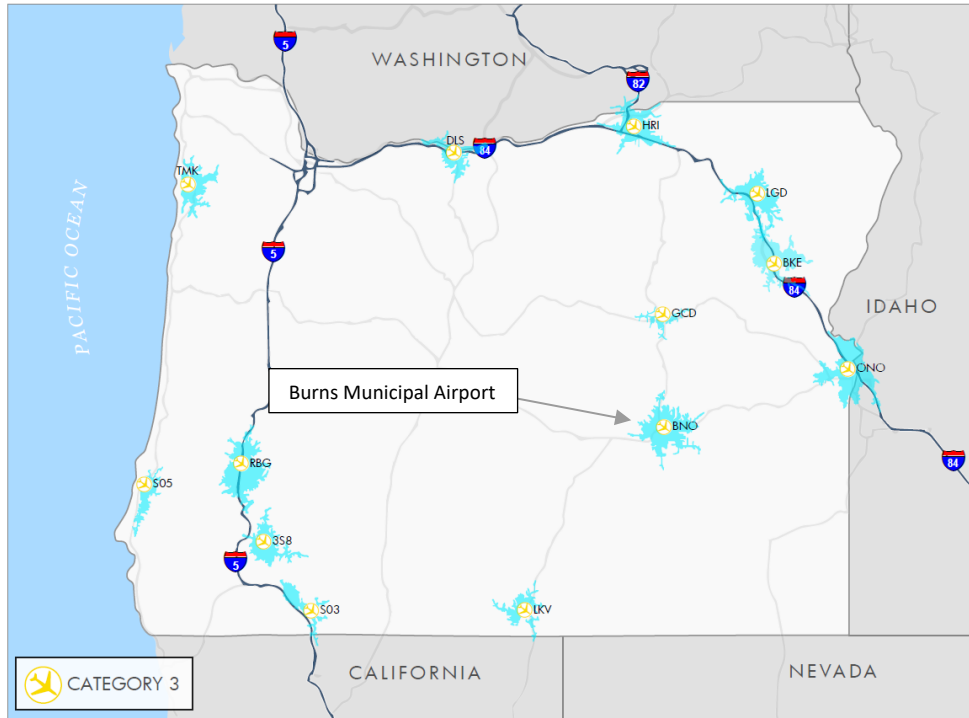 5
WASHINGTON
82
HRI
DLS
84
TMK
LGD
5
BKE
84
PACIFIC OCEAN
IDAHO
GCD
ONO
Burns Municipal Airport
BNO
RBG
84
S05
3S8
5
S03
LKV
CATEGORY 3
CALIFORNIA
NEVADA